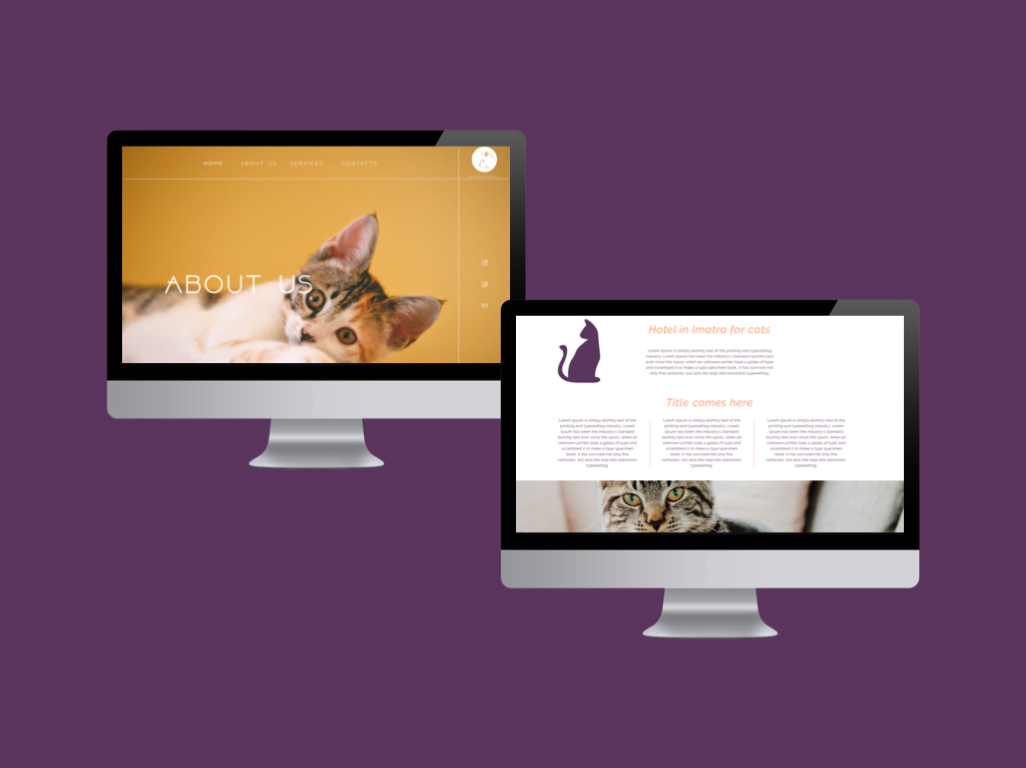 HOME ABOUT US SERVICES CONTACTS
ABOUT US
Hotel in Imatra for cats
Lorem Ipsum is simply dummy text of the printing and typesetting
industry. Lorem Ipsum has been the industry's standard dummy text
ever since the 1500s, when an unknown printer took a galley of type
and scrambled it to make a type specimen book. It has survived not
only five centuries, but also the leap into electronic typesetting.
Title comes here
Lorem Ipsum is simply dummy text of the
printing and typesetting industry. Lorem
Ipsum has been the industry's standard
dummy text ever since the 1500s, when an
unknown printer took a galley of type and
scrambled it to make a type specimen
book. It has survived not only five
centuries, but also the leap into electronic
typesetting.
Lorem Ipsum is simply dummy text of the
printing and typesetting industry. Lorem
Ipsum has been the industry's standard
dummy text ever since the 1500s, when an
unknown printer took a galley of type and
scrambled it to make a type specimen
book. It has survived not only five
centuries, but also the leap into electronic
typesetting.
Lorem Ipsum is simply dummy text of the
printing and typesetting industry. Lorem
Ipsum has been the industry's standard
dummy text ever since the 1500s, when an
unknown printer took a galley of type and
scrambled it to make a type specimen
book. It has survived not only five
centuries, but also the leap into electronic
typesetting.